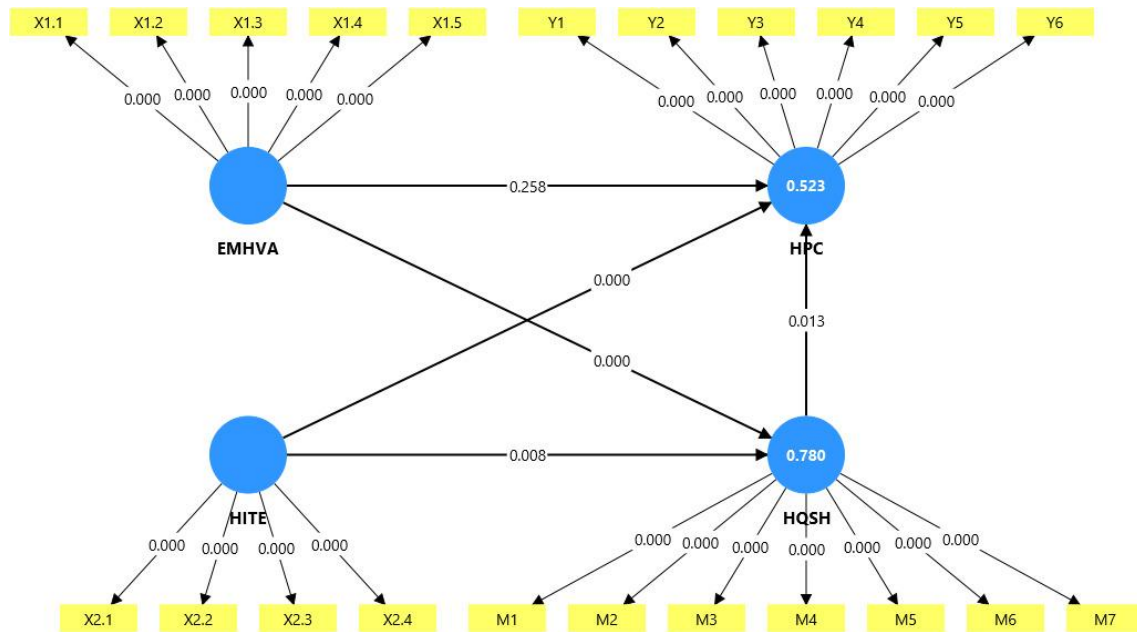 X1.1 X1.2 X1.3 X1.4 X1.5 Y1 Y2 Y3 Y4 Y5 Y6
0.000 0.000 0.000 0.000 0.000 0.000 0.000 0.000 0.000 0.000 0.000
0.258 0.523
EMHVA HPC
0.000
0.013
0.000
0.008 0.780
HITE HQSH
0.000 0.000 0.000 0.000 0.000 0.000 0.000 0.000 0.000 0.000 0.000
X2.1 X2.2 X2.3 X2.4 M1 M2 M3 M4 M5 M6 M7